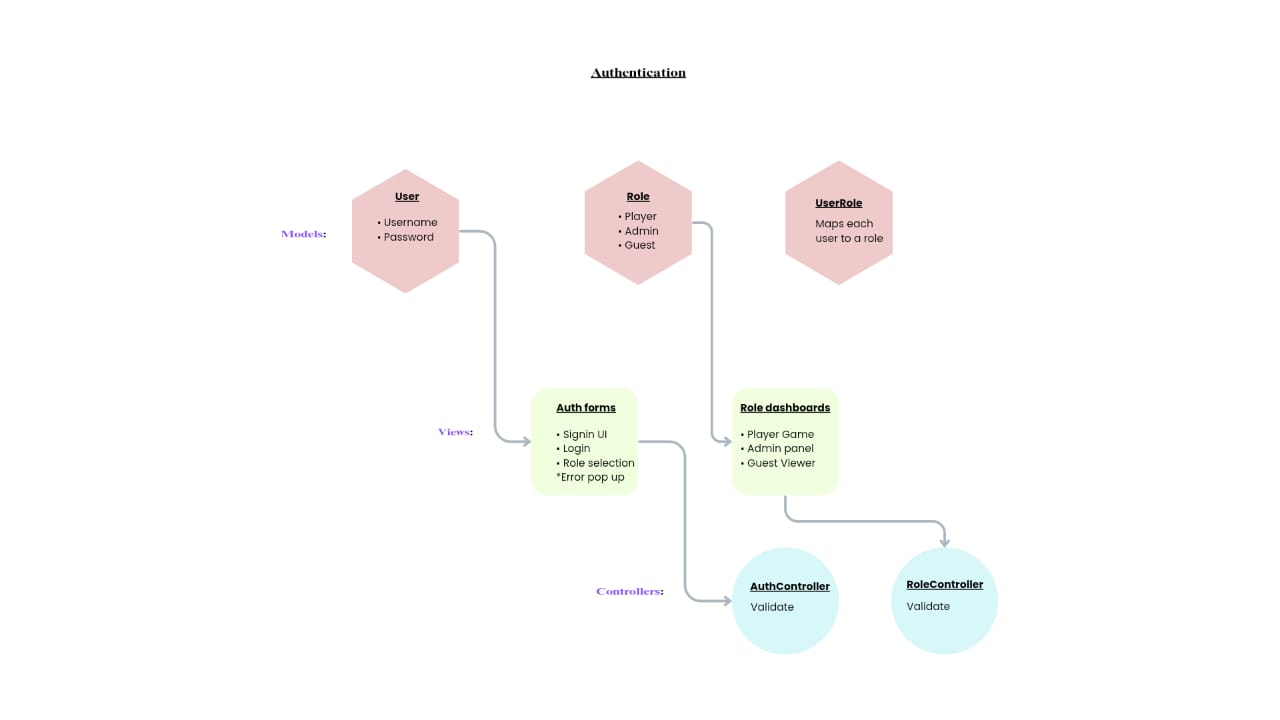 Authentication
Models:
User
• Username
• Password
Role
• Player
• Admin
• Guest
UserRole
Maps each
user to a role
Views:
Auth forms
• Signin UI
• Login
• Role selection
*Error pop up
Role dashboards
• Player Game
• Admin panel
• Guest Viewer
Controllers:
AuthController
Validate
RoleController
Validate